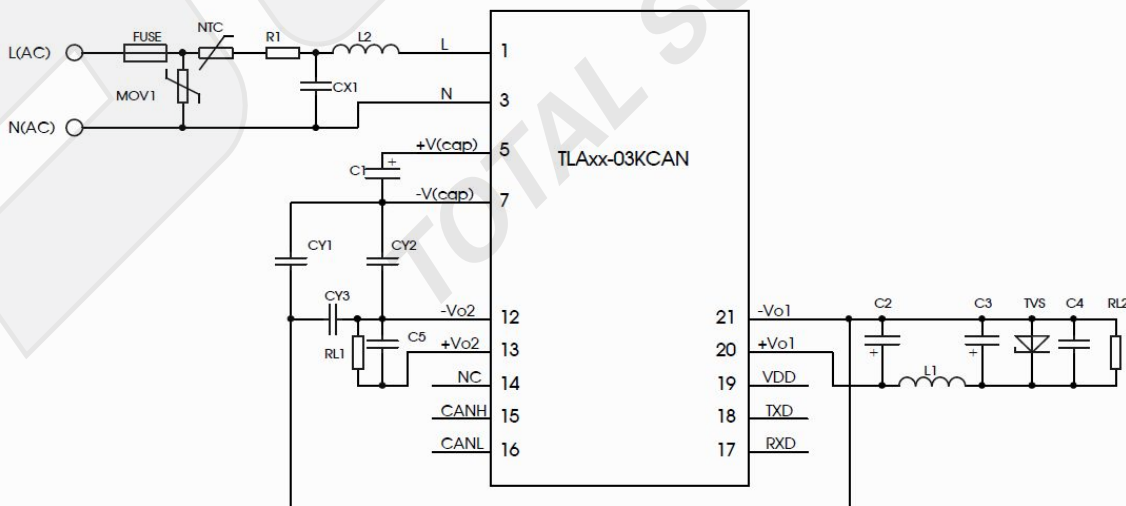 L(AC)
FUSE
NTC
R1
L2
L
1
MOV1
CX1
N
3
N(AC)
TOTAL S
TLAxx-03KCAN
+V(cap)
5
C1
+
-V(cap)
7
CY1
CY2
CY3
-Vo2
12
RL1
C5
+Vo2
13
NC
14
CANH
15
CANL
16
21
-Vo1
20
+Vo1
19
VDD
18
TXD
17
RXD
C2
C3
TVS
C4
RL2
+
+
L1